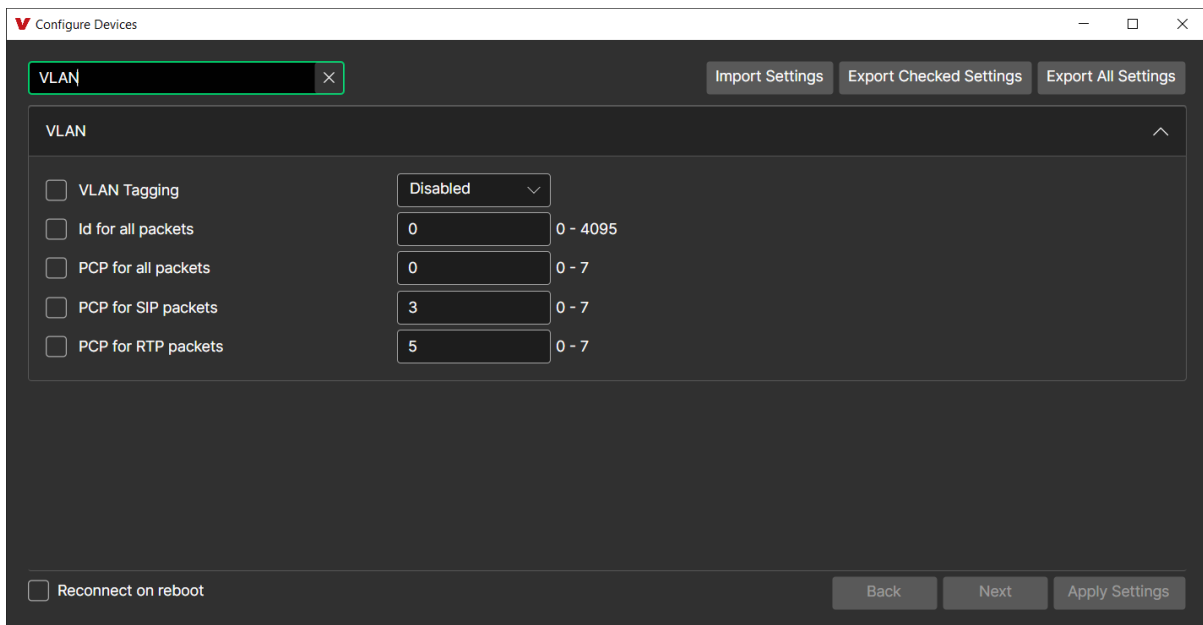 Configure Devices
VLAN
Import Settings Export Checked Settings Export All Settings
VLAN
VLAN Tagging Disabled
Id for all packets 0 0 - 4095
PCP for all packets 0 0 - 7
PCP for SIP packets 3 0 - 7
PCP for RTP packets 5 0 - 7
Reconnect on reboot Back Next Apply Settings